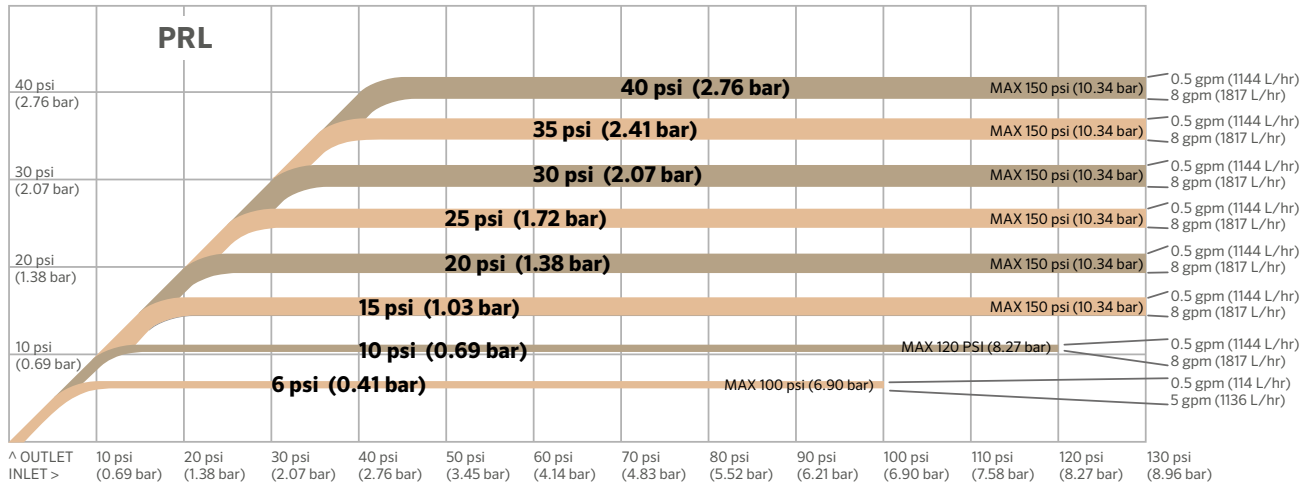 PRL
40 psi
(2.76 bar)
40 psi (2.76 bar)
MAX 150 psi (10.34 bar)
0.5 gpm (1144 L/hr)
8 gpm (1817 L/hr)
35 psi (2.41 bar)
MAX 150 psi (10.34 bar)
0.5 gpm (1144 L/hr)
8 gpm (1817 L/hr)
30 psi
(2.07 bar)
30 psi (2.07 bar)
MAX 150 psi (10.34 bar)
0.5 gpm (1144 L/hr)
8 gpm (1817 L/hr)
25 psi (1.72 bar)
MAX 150 psi (10.34 bar)
0.5 gpm (1144 L/hr)
8 gpm (1817 L/hr)
20 psi
(1.38 bar)
20 psi (1.38 bar)
MAX 150 psi (10.34 bar)
0.5 gpm (1144 L/hr)
8 gpm (1817 L/hr)
15 psi (1.03 bar)
MAX 150 psi (10.34 bar)
0.5 gpm (1144 L/hr)
8 gpm (1817 L/hr)
10 psi
(0.69 bar)
10 psi (0.69 bar)
MAX 120 PSI (8.27 bar)
0.5 gpm (1144 L/hr)
8 gpm (1817 L/hr)
6 psi (0.41 bar)
MAX 100 psi (6.90 bar)
0.5 gpm (114 L/hr)
5 gpm (1136 L/hr)
^ OUTLET
INLET >
10 psi
(0.69 bar)
20 psi
(1.38 bar)
30 psi
(2.07 bar)
40 psi
(2.76 bar)
50 psi
(3.45 bar)
60 psi
(4.14 bar)
70 psi
(4.83 bar)
80 psi
(5.52 bar)
90 psi
(6.21 bar)
100 psi
(6.90 bar)
110 psi
(7.58 bar)
120 psi
(8.27 bar)
130 psi
(8.96 bar)